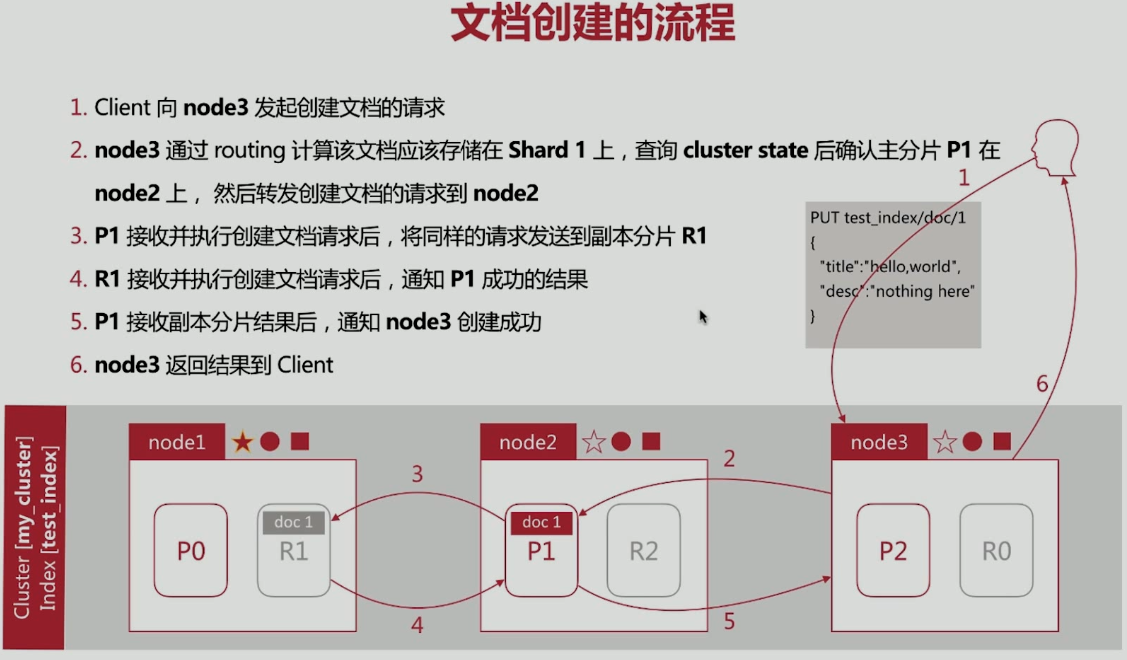 文档创建的流程
1. Client 向 node3 发起创建文档的请求
2. node3 通过 routing 计算该文档应该存储在 Shard 1 上，查询 cluster state 后确认主分片 P1 在
node2 上， 然后转发创建文档的请求到 node2
3. P1 接收并执行创建文档请求后，将同样的请求发送到副本分片 R1
4. R1 接收并执行创建文档请求后，通知 P1 成功的结果
5. P1 接收副本分片结果后，通知 node3 创建成功
6. node3 返回结果到 Client
1
PUT test_index/doc/1
{
"title":"hello,world",
"desc":"nothing here"
}
6
Cluster [my_cluster]
Index [test_index]
node1
node2
node3
3
2
P0
doc 1
R1
doc 1
P1
R2
P2
R0
4
5